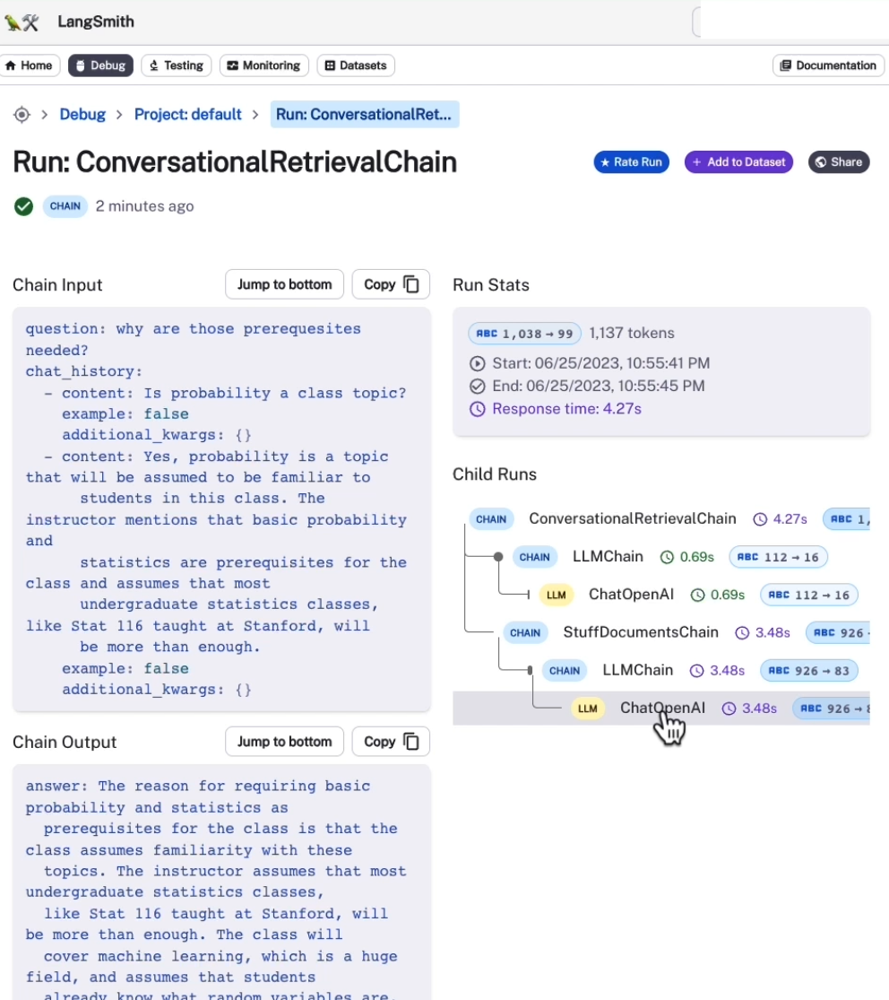 LangSmith
Home Debug Testing Monitoring Datasets Documentation
> Debug > Project: default > Run: ConversationalRet...
Run: ConversationalRetrievalChain
Rate Run + Add to Dataset Share
CHAIN 2 minutes ago
Chain Input Jump to bottom Copy
question: why are those prerequesites
needed?
chat_history:
- content: Is probability a class topic?
example: false
additional_kwargs: {}
- content: Yes, probability is a topic
that will be assumed to be familiar to
students in this class. The
instructor mentions that basic probability
and
statistics are prerequisites for the
class and assumes that most
undergraduate statistics classes,
like Stat 116 taught at Stanford, will
be more than enough.
example: false
additional_kwargs: {}
Chain Output Jump to bottom Copy
answer: The reason for requiring basic
probability and statistics as
prerequisites for the class is that the
class assumes familiarity with these
topics. The instructor assumes that most
undergraduate statistics classes,
like Stat 116 taught at Stanford, will
be more than enough. The class will
cover machine learning, which is a huge
field, and assumes that students
already know what random variables are,
Run Stats
ABC 1,038 → 99 1,137 tokens
Start: 06/25/2023, 10:55:41 PM
End: 06/25/2023, 10:55:45 PM
Response time: 4.27s
Child Runs
CHAIN ConversationalRetrievalChain 4.27s ABC 1,
CHAIN LLMChain 0.69s ABC 112 → 16
LLM ChatOpenAI 0.69s ABC 112 → 16
CHAIN StuffDocumentsChain 3.48s ABC 926
CHAIN LLMChain 3.48s ABC 926 → 83
LLM ChatOpenAI 3.48s ABC 926 → 8